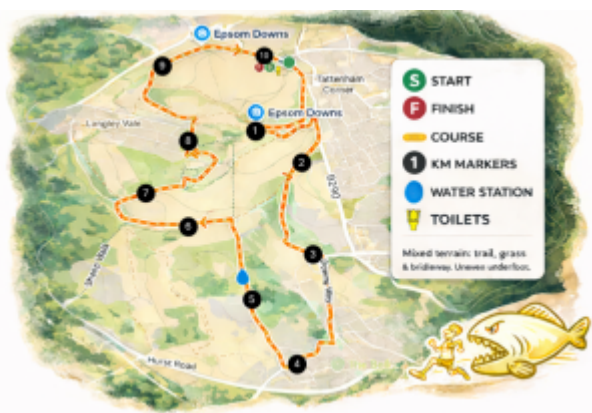 Epsom Downs
10
9
Tattenham
Corner
Epsom Downs
1
Langley Vale
8
2
B290
7
6
3
5
4
Hurst Road
S START
F FINISH
COURSE
1 KM MARKERS
WATER STATION
TOILETS
Mixed terrain: trail, grass
& bridleway. Uneven underfoot.